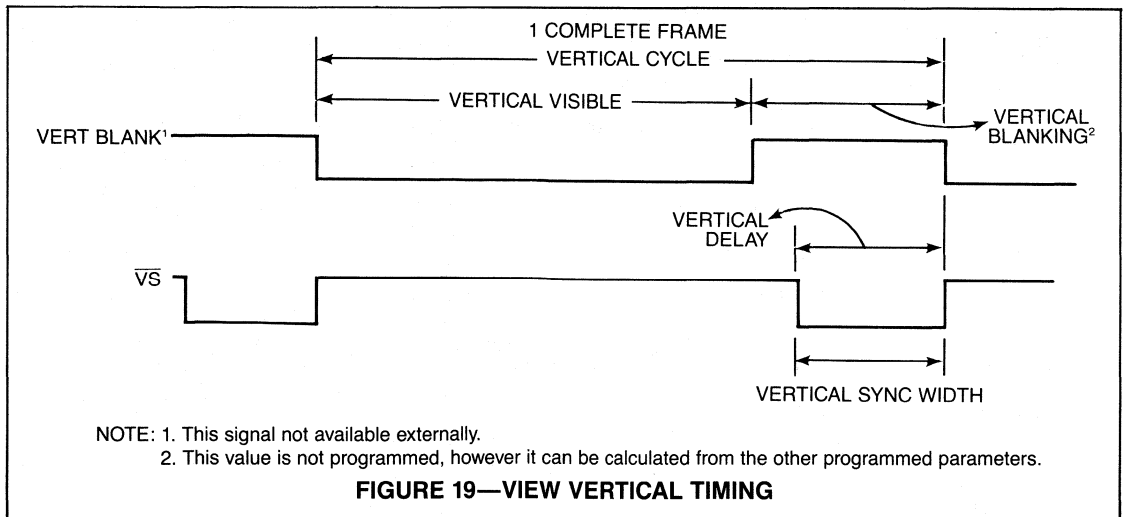 1 COMPLETE FRAME
VERTICAL CYCLE
VERTICAL VISIBLE
VERTICAL
BLANKING²
VERT BLANK¹
VERTICAL
DELAY
V̅S̅
VERTICAL SYNC WIDTH
NOTE: 1. This signal not available externally.
2. This value is not programmed, however it can be calculated from the other programmed parameters.
FIGURE 19—VIEW VERTICAL TIMING